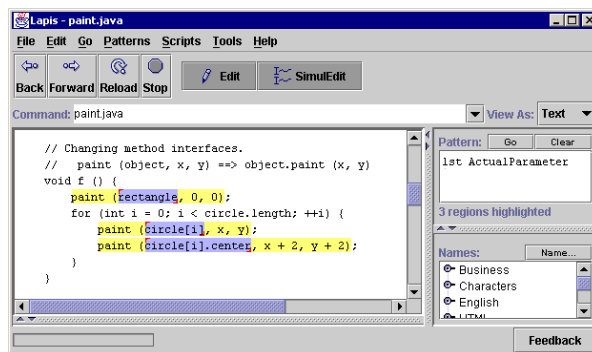 Lapis - paint.java
File Edit Go Patterns Scripts Tools Help
Back Forward Reload Stop Edit SimulEdit
Command: paint.java View As: Text
// Changing method interfaces.
// paint (object, x, y) ==> object.paint (x, y)
void f () {
paint (rectangle, 0, 0);
for (int i = 0; i < circle.length; ++i) {
paint (circle[i], x, y);
paint (circle[i].center, x + 2, y + 2);
}
}
Pattern: Go Clear
1st ActualParameter
3 regions highlighted
Names: Name...
Business
Characters
English
HTML
Feedback